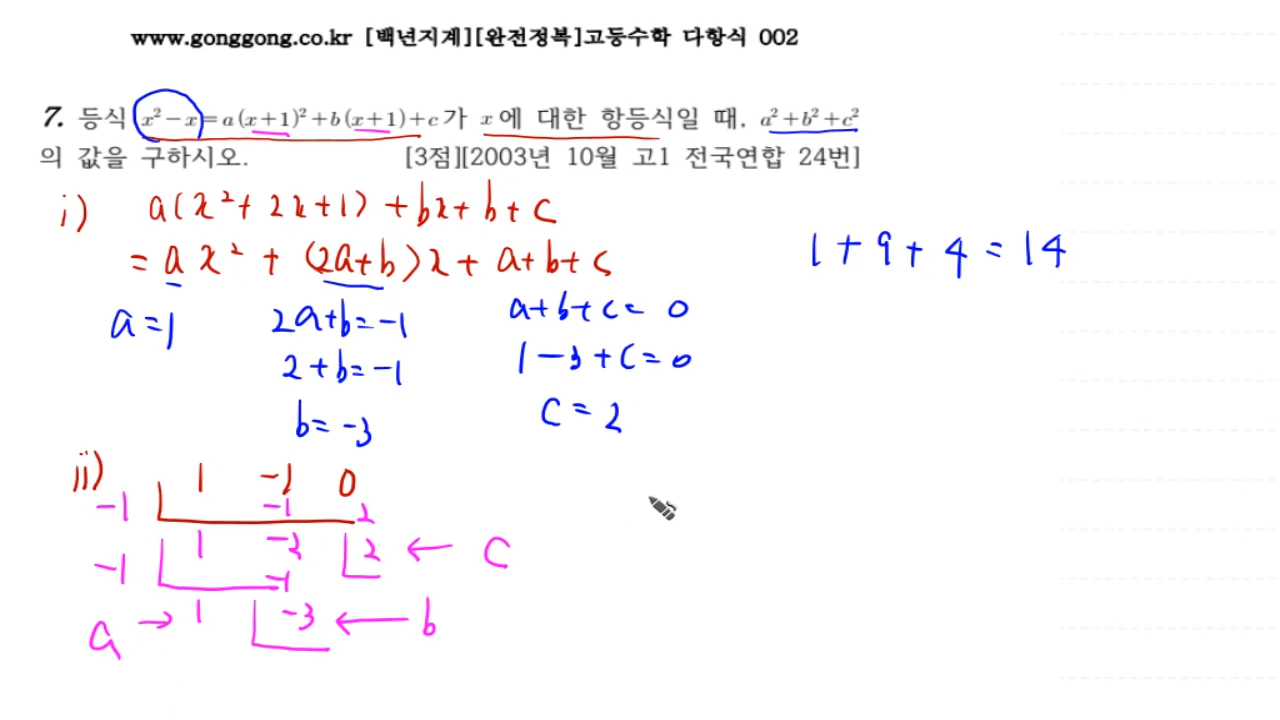 www.gonggong.co.kr [백년지계][완전정복]고등수학 다항식 002
7. 등식 x²-x=a(x+1)²+b(x+1)+c가 x에 대한 항등식일 때, a²+b²+c²
의 값을 구하시오. [3점][2003년 10월 고1 전국연합 24번]
i) a(x²+2x+1)+bx+b+c
= a x² + (2a+b)x + a+b+c
1+9+4=14
a=1 2a+b=-1 a+b+c=0
2+b=-1 1-3+c=0
b=-3 c=2
ii) 1 -1 0
-1 -1 2
1 -2 2 ← c
-1 -1
a → 1 -3 ← b